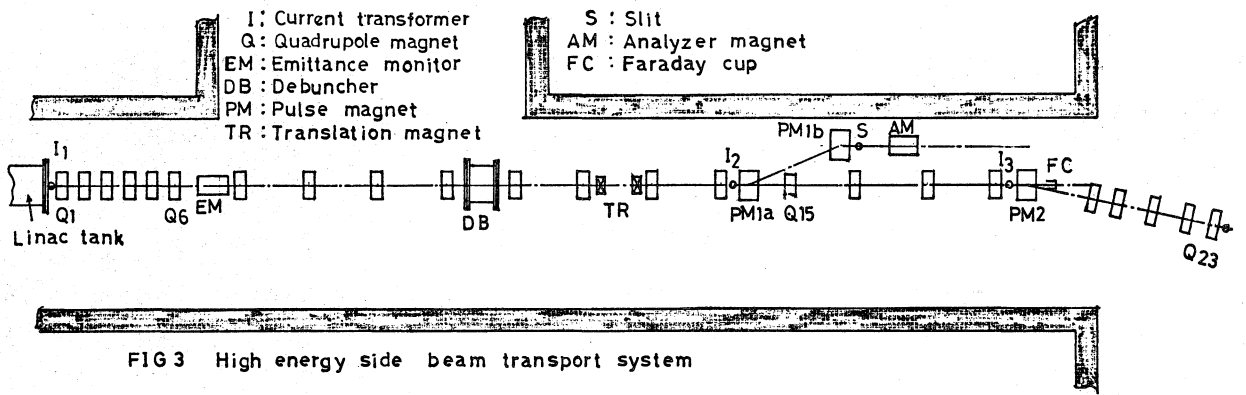 I : Current transformer
Q : Quadrupole magnet
EM : Emittance monitor
DB : Debuncher
PM : Pulse magnet
TR : Translation magnet
S : Slit
AM : Analyzer magnet
FC : Faraday cup
PM1b
S
AM
I1
I2
I3
FC
Q1
Q6
EM
DB
TR
PM1a
Q15
PM2
Q23
Linac tank
FIG 3 High energy side beam transport system